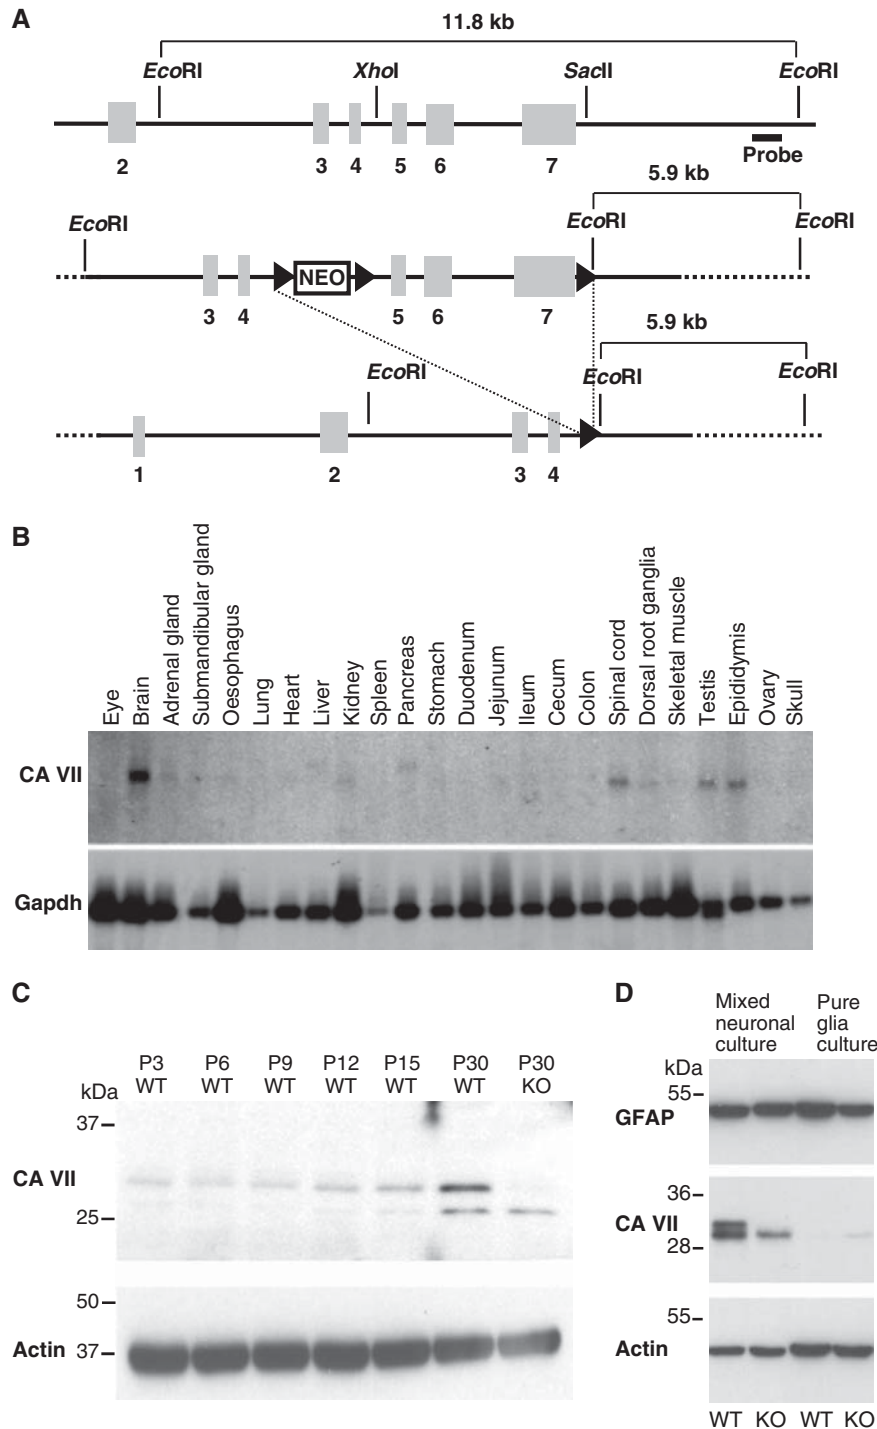 A
11.8 kb
EcoRI XhoI SacII EcoRI
2 3 4 5 6 7
Probe
5.9 kb
EcoRI EcoRI EcoRI
NEO
3 4 5 6 7
5.9 kb
EcoRI EcoRI EcoRI
1 2 3 4
B
Eye
Brain
Adrenal gland
Submandibular gland
Oesophagus
Lung
Heart
Liver
Kidney
Spleen
Pancreas
Stomach
Duodenum
Jejunum
Ileum
Cecum
Colon
Spinal cord
Dorsal root ganglia
Skeletal muscle
Testis
Epididymis
Ovary
Skull
CA VII
Gapdh
C
P3 P6 P9 P12 P15 P30 P30
WT WT WT WT WT WT KO
kDa
37
CA VII
25
50
Actin 37
D
Mixed neuronal culture
Pure glia culture
kDa
55
GFAP
36
CA VII
28
55
Actin
WT KO WT KO